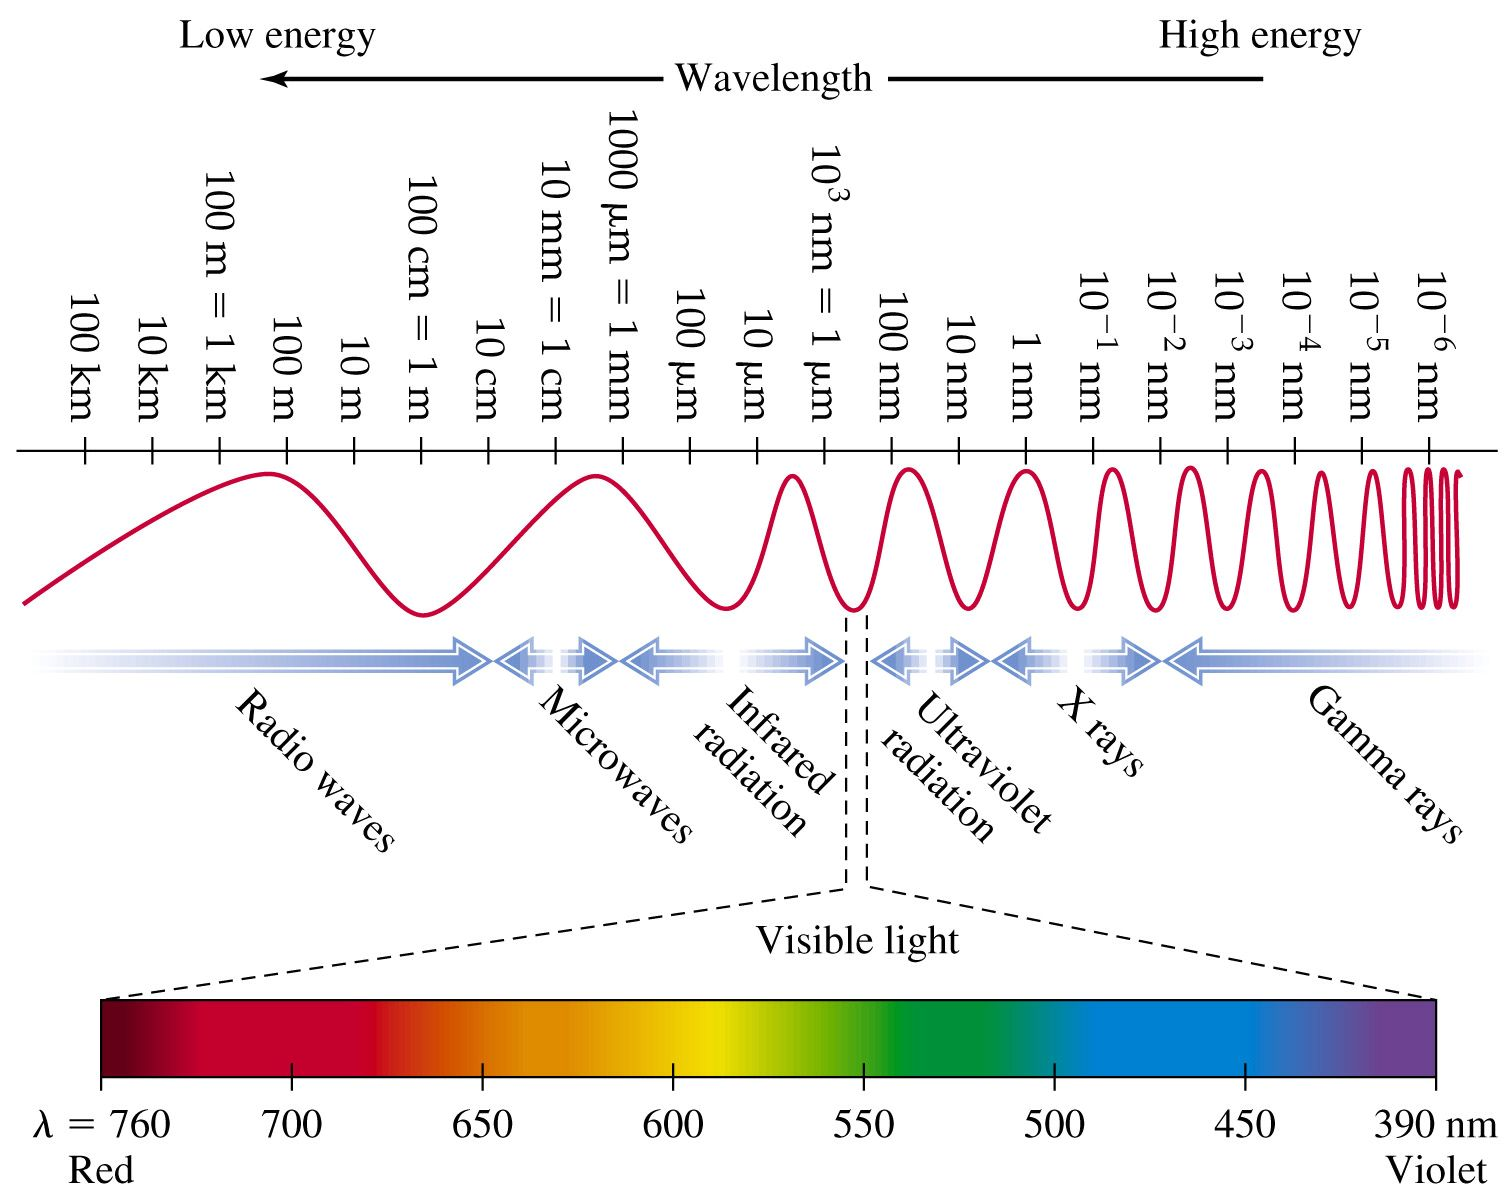 Low energy
High energy
Wavelength
100 km
10 km
100 m = 1 km
100 m
10 m
100 cm = 1 m
10 cm
10 mm = 1 cm
1000 μm = 1 mm
100 μm
10 μm
10³ nm = 1 μm
100 nm
10 nm
1 nm
10⁻¹ nm
10⁻² nm
10⁻³ nm
10⁻⁴ nm
10⁻⁵ nm
10⁻⁶ nm
Radio waves
Microwaves
Infrared
radiation
Ultraviolet
radiation
X rays
Gamma rays
Visible light
λ = 760 700 650 600 550 500 450 390 nm
Red Violet